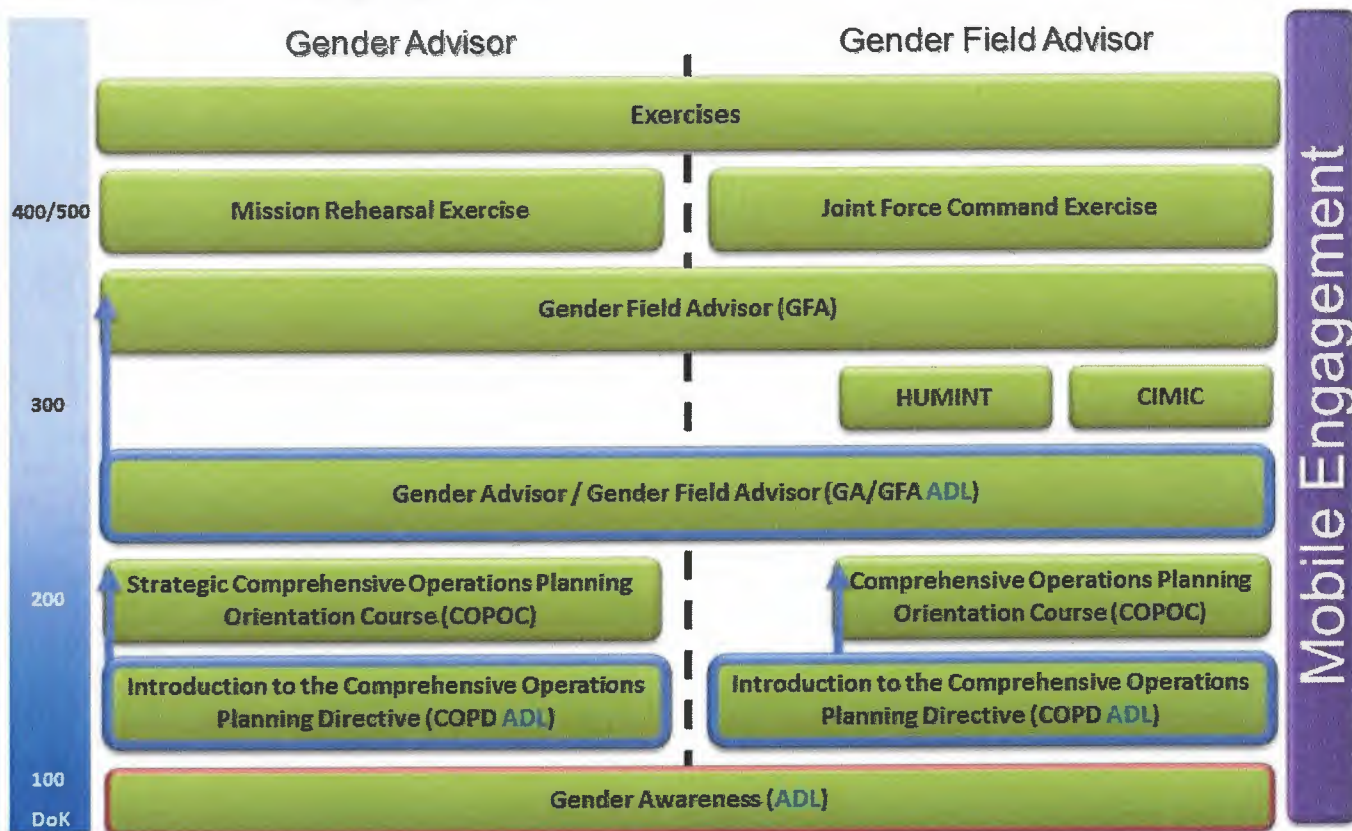 Gender Advisor
Gender Field Advisor
Exercises
400/500
Mission Rehearsal Exercise
Joint Force Command Exercise
Gender Field Advisor (GFA)
300
HUMINT
CIMIC
Gender Advisor / Gender Field Advisor (GA/GFA ADL)
200
Strategic Comprehensive Operations Planning
Orientation Course (COPOC)
Comprehensive Operations Planning
Orientation Course (COPOC)
Introduction to the Comprehensive Operations
Planning Directive (COPD ADL)
Introduction to the Comprehensive Operations
Planning Directive (COPD ADL)
100
DoK
Gender Awareness (ADL)
Mobile Engagement